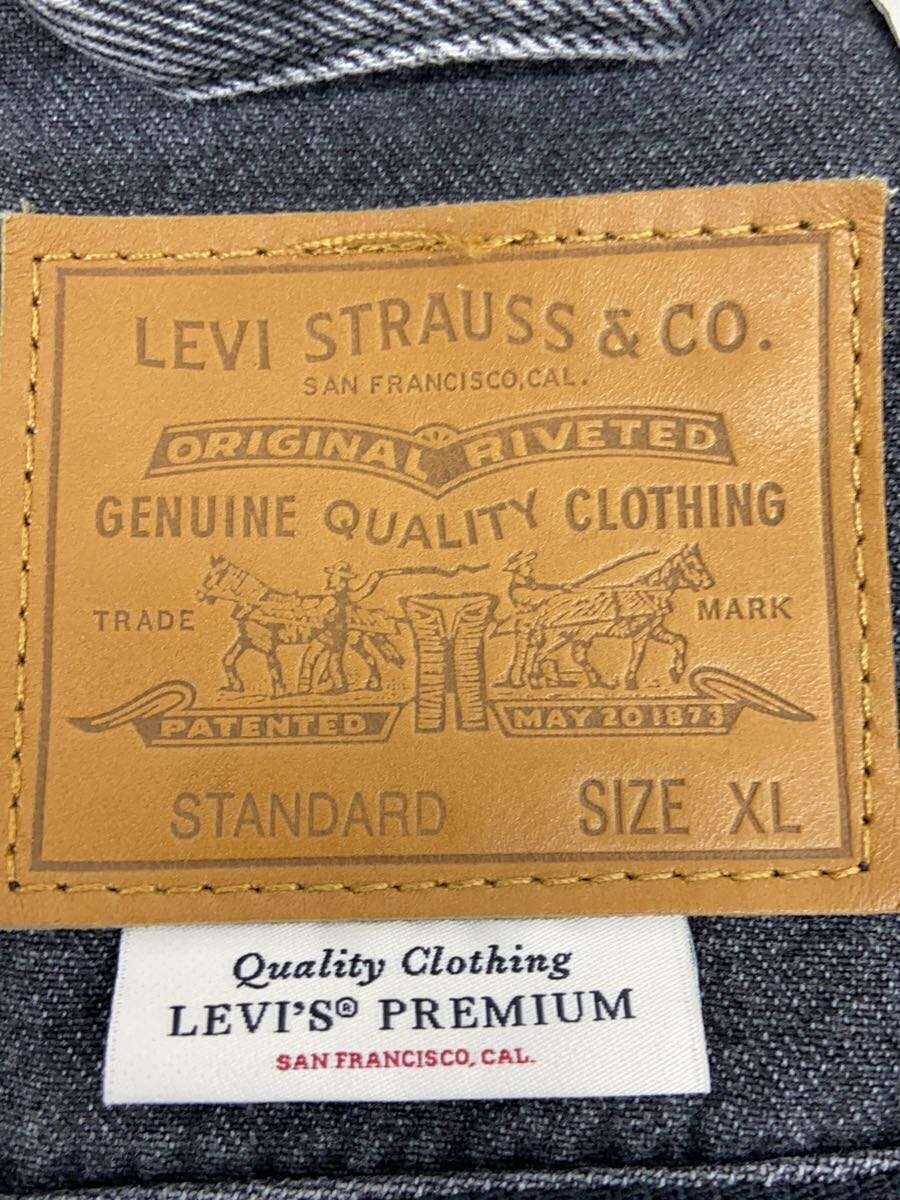 LEVI STRAUSS & CO.
SAN FRANCISCO, CAL.
ORIGINAL RIVETED
GENUINE QUALITY CLOTHING
TRADE MARK
PATENTED MAY 20 1873
STANDARD SIZE XL
Quality Clothing
LEVI'S® PREMIUM
SAN FRANCISCO, CAL.